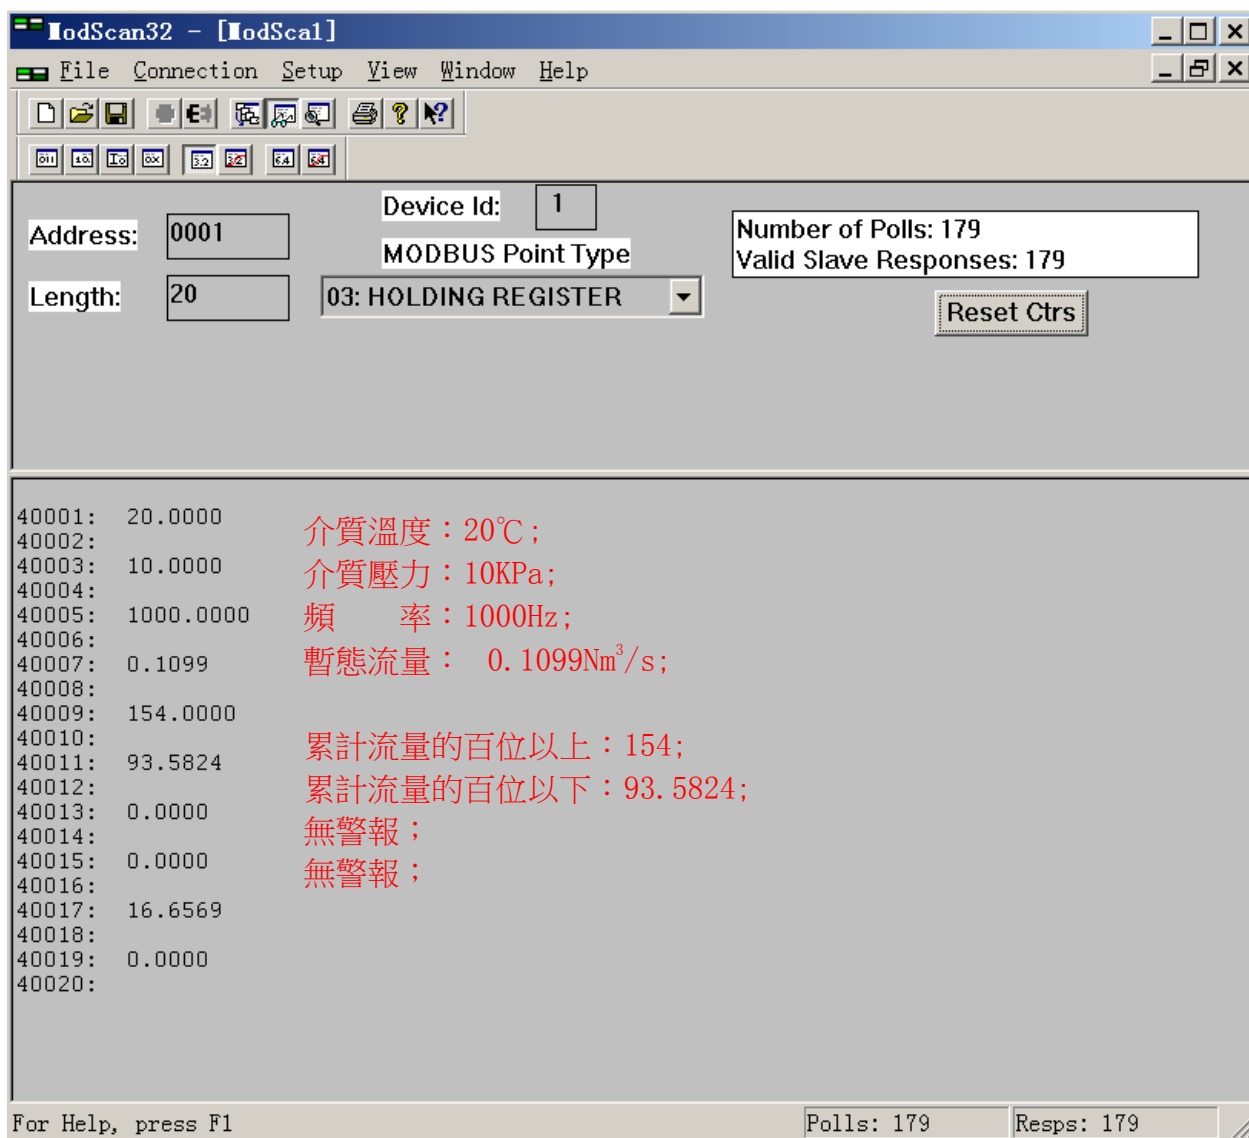 ModScan32 - [ModSca1]
File Connection Setup View Window Help
Device Id: 1
Address: 0001
MODBUS Point Type
Number of Polls: 179
Valid Slave Responses: 179
Length: 20
03: HOLDING REGISTER
Reset Ctrs
40001: 20.0000
介質溫度：20℃;
40002:
40003: 10.0000
介質壓力：10KPa;
40004:
40005: 1000.0000
頻 率：1000Hz;
40006:
40007: 0.1099
暫態流量： 0.1099Nm³/s;
40008:
40009: 154.0000
40010:
累計流量的百位以上：154;
40011: 93.5824
40012:
累計流量的百位以下：93.5824;
40013: 0.0000
40014:
無警報；
40015: 0.0000
無警報；
40016:
40017: 16.6569
40018:
40019: 0.0000
40020:
For Help, press F1
Polls: 179
Resps: 179